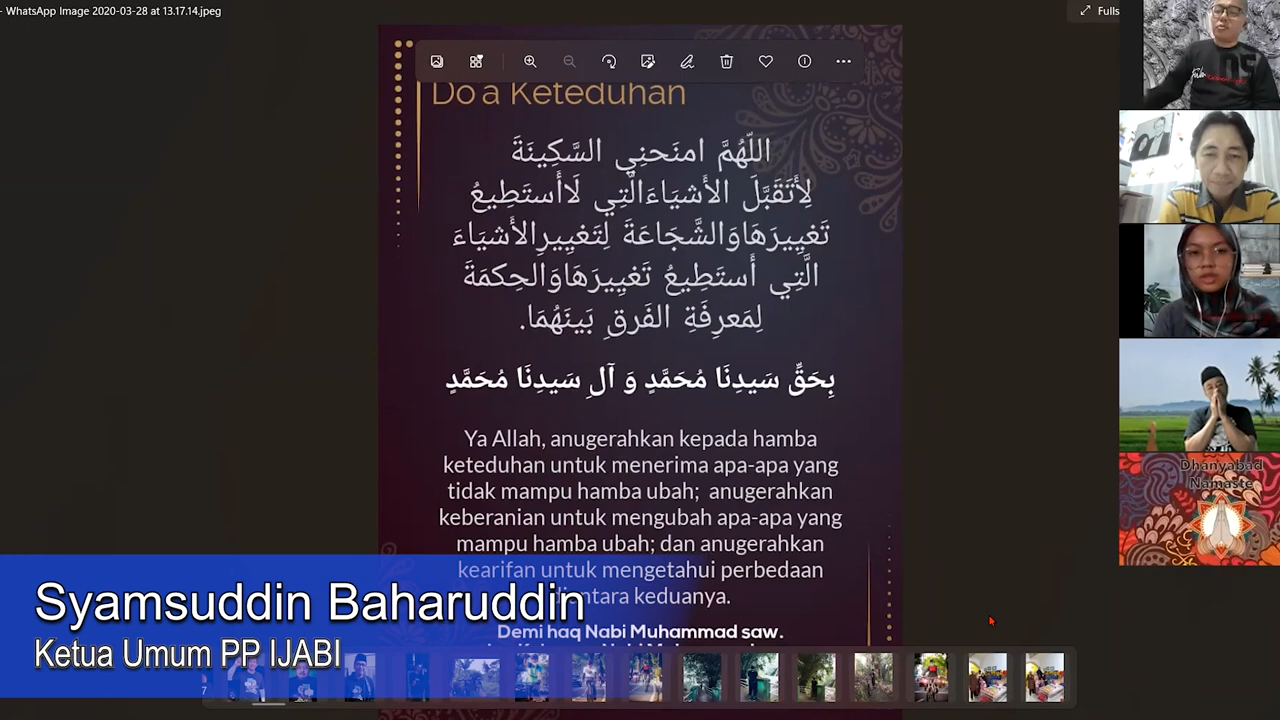 - WhatsApp Image 2020-03-28 at 13.17.14.jpeg
Fulls
Do'a Keteduhan
اللّٰهُمَّ امنَحنِي السَّكِينَةَ
لِأَتَقَبَّلَ الأَشيَاءَالَّتِي لَاأَستَطِيعُ
تَغيِيرَهَاوَالشَّجَاعَةَ لِتَغيِيرِالأَشيَاءَ
الَّتِي أَستَطِيعُ تَغيِيرَهَاوَالحِكمَةَ
لِمَعرِفَةِ الفَرقِ بَينَهُمَا.
بِحَقِّ سَيدِنَا مُحَمَّدٍ وَ آلِ سَيدِنَا مُحَمَّدٍ
Ya Allah, anugerahkan kepada hamba
keteduhan untuk menerima apa-apa yang
tidak mampu hamba ubah; anugerahkan
keberanian untuk mengubah apa-apa yang
mampu hamba ubah; dan anugerahkan
kearifan untuk mengetahui perbedaan
diantara keduanya.
Demi haq Nabi Muhammad saw.
Syamsuddin Baharuddin
Ketua Umum PP IJABI
Dhanyabad
Namaste